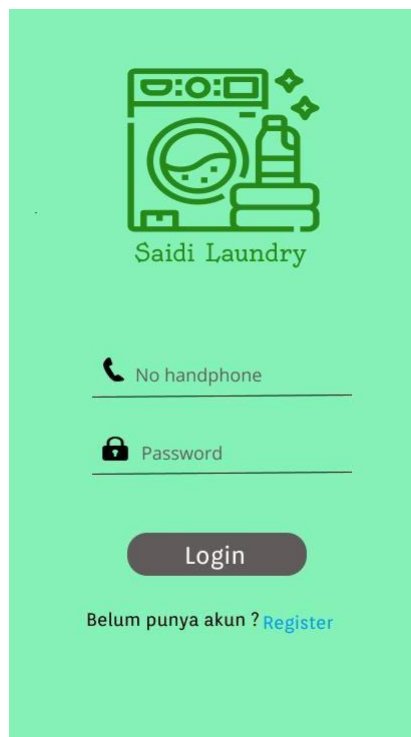 Saidi Laundry
No handphone
Password
Login
Belum punya akun ? Register